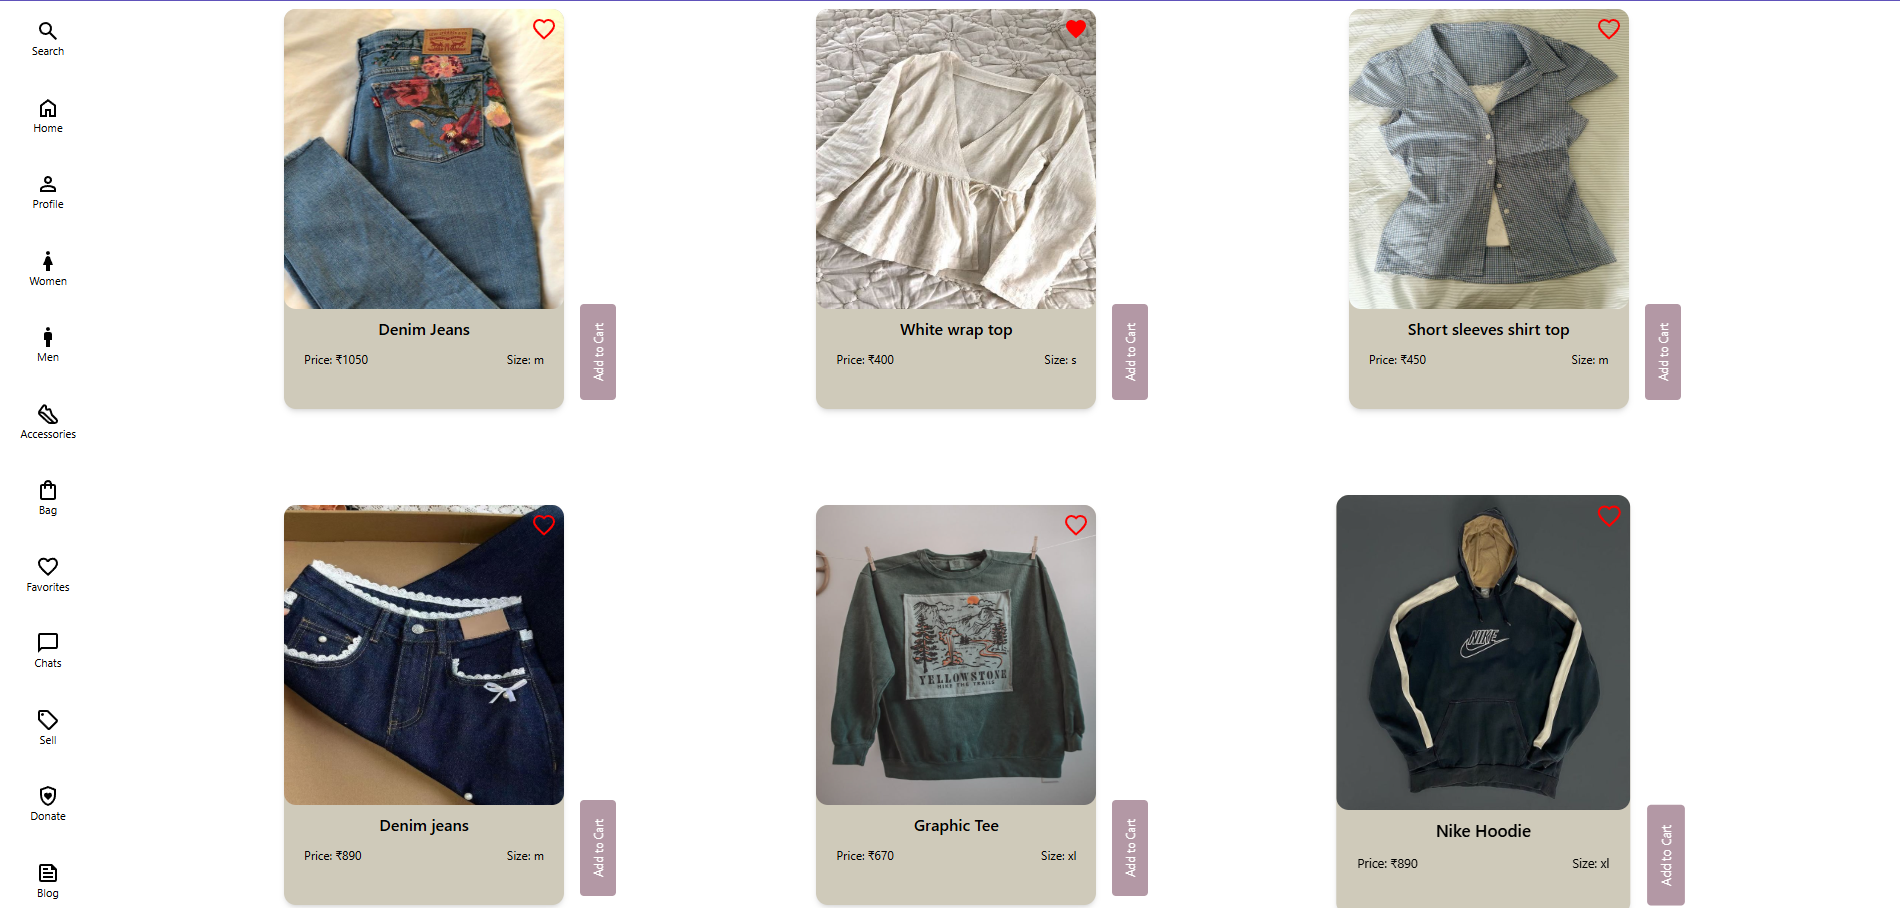 Search
Home
Profile
Women
Men
Accessories
Bag
Favorites
Chats
Sell
Donate
Blog
Denim Jeans
Price: ₹1050 Size: m
Add to Cart
White wrap top
Price: ₹400 Size: s
Add to Cart
Short sleeves shirt top
Price: ₹450 Size: m
Add to Cart
Denim jeans
Price: ₹890 Size: m
Add to Cart
YELLOWSTONE
HIKE THE TRAILS
Graphic Tee
Price: ₹670 Size: xl
Add to Cart
NIKE
Nike Hoodie
Price: ₹890 Size: xl
Add to Cart